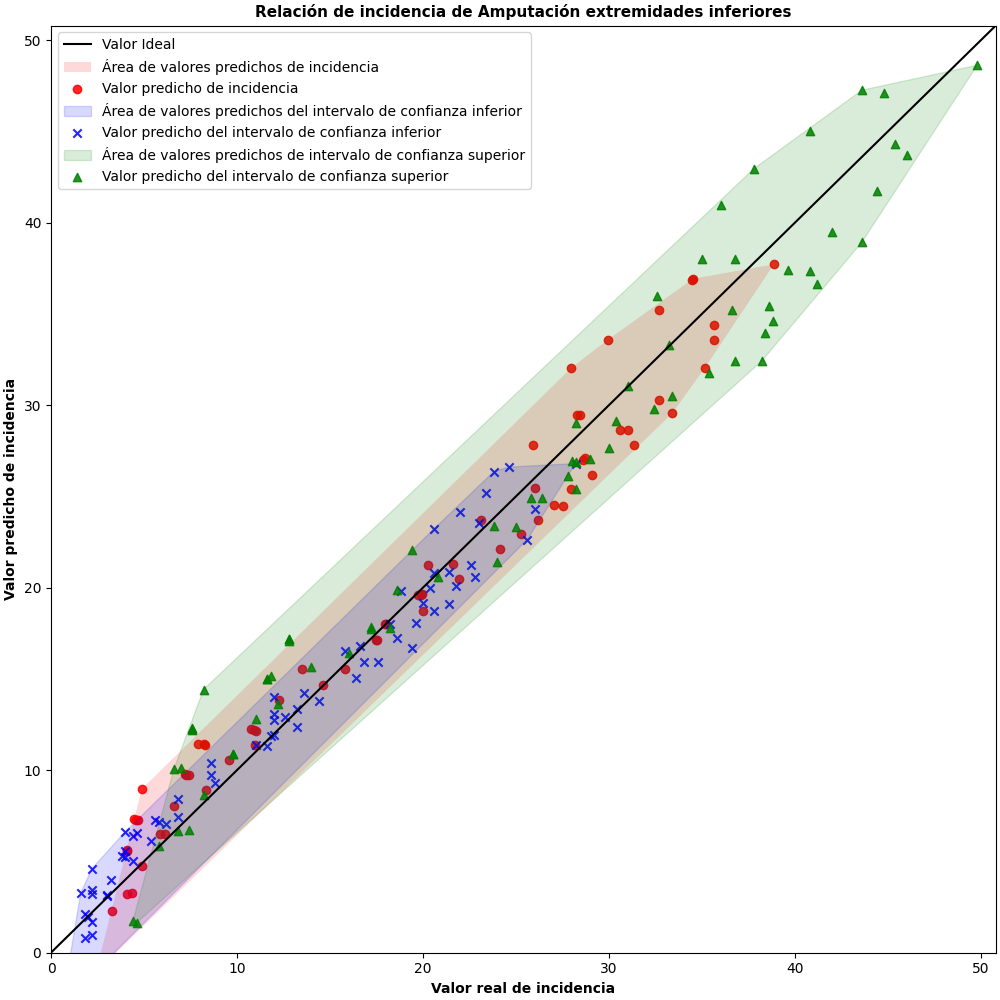 Relación de incidencia de Amputación extremidades inferiores
Valor Ideal
Área de valores predichos de incidencia
Valor predicho de incidencia
Área de valores predichos del intervalo de confianza inferior
Valor predicho del intervalo de confianza inferior
Área de valores predichos de intervalo de confianza superior
Valor predicho del intervalo de confianza superior
Valor predicho de incidencia
50
40
30
20
10
0
0 10 20 30 40 50
Valor real de incidencia